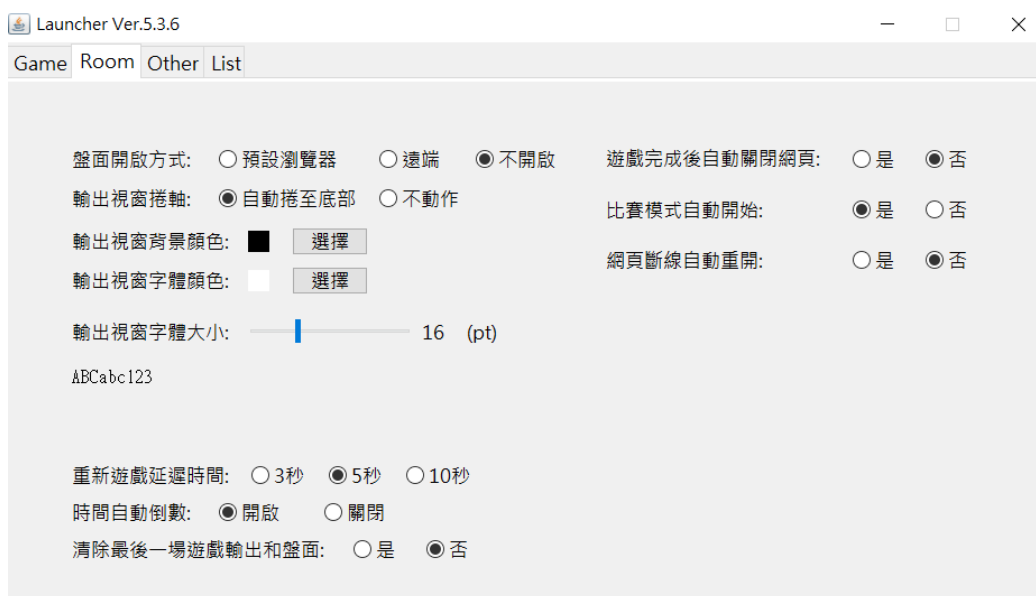 Launcher Ver.5.3.6
Game Room Other List
盤面開啟方式: 預設瀏覽器 遠端 不開啟
輸出視窗捲軸: 自動捲至底部 不動作
輸出視窗背景顏色: 選擇
輸出視窗字體顏色: 選擇
輸出視窗字體大小: 16 (pt)
ABCabc123
重新遊戲延遲時間: 3秒 5秒 10秒
時間自動倒數: 開啟 關閉
清除最後一場遊戲輸出和盤面: 是 否
遊戲完成後自動關閉網頁: 是 否
比賽模式自動開始: 是 否
網頁斷線自動重開: 是 否